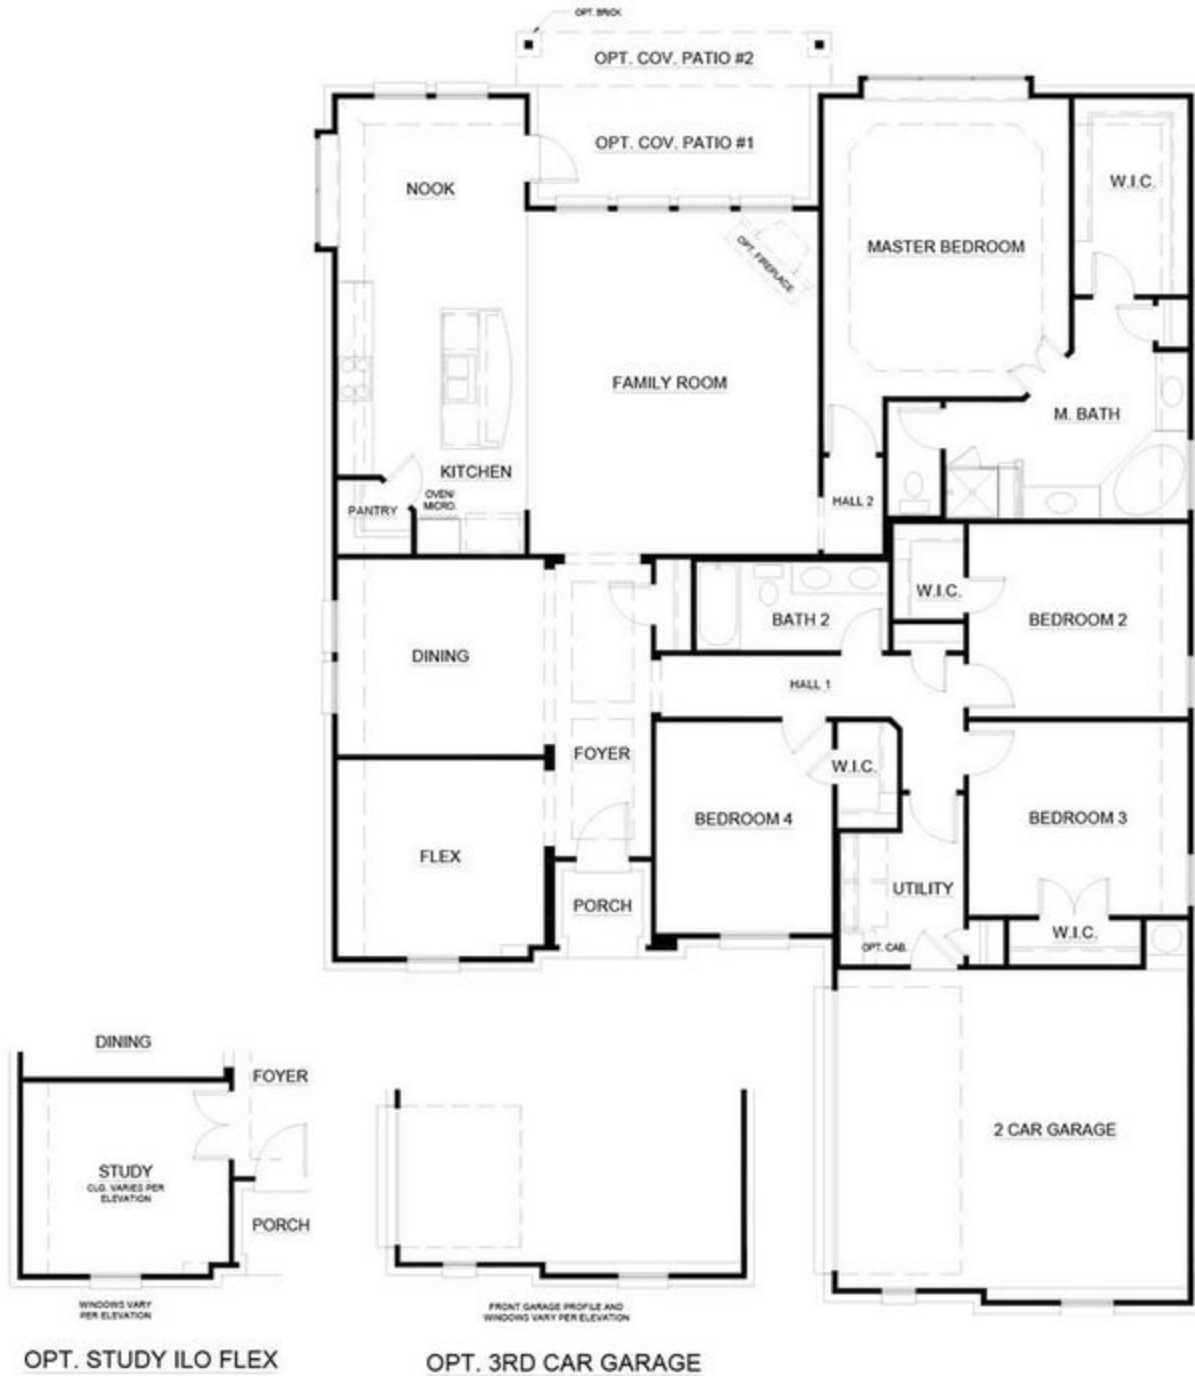 OPT. BRICK
OPT. COV. PATIO #2
OPT. COV. PATIO #1
NOOK
W.I.C.
MASTER BEDROOM
OPT. FIREPLACE
FAMILY ROOM
M. BATH
KITCHEN
OVEN/
MICRO.
PANTRY
HALL 2
W.I.C.
BATH 2
BEDROOM 2
DINING
HALL 1
FOYER
W.I.C.
BEDROOM 4
BEDROOM 3
FLEX
UTILITY
PORCH
W.I.C.
OPT. CAB.
DINING
FOYER
2 CAR GARAGE
STUDY
CLG. VARIES PER
ELEVATION
PORCH
WINDOWS VARY
PER ELEVATION
FRONT GARAGE PROFILE AND
WINDOWS VARY PER ELEVATION
OPT. STUDY ILO FLEX
OPT. 3RD CAR GARAGE